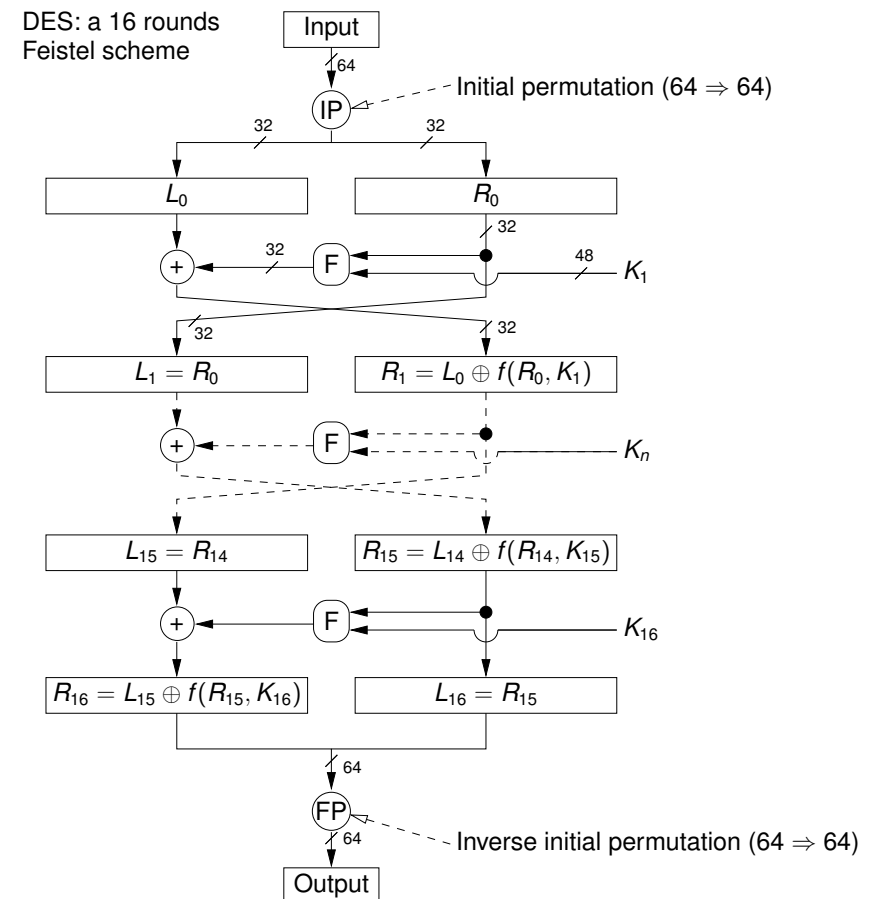 DES: a 16 rounds
Feistel scheme
Input
64
IP
Initial permutation (64 ⇒ 64)
32
32
L₀
R₀
32
+
32
F
48
K₁
32
32
L₁ = R₀
R₁ = L₀ ⊕ f(R₀, K₁)
+
F
Kₙ
L₁₅ = R₁₄
R₁₅ = L₁₄ ⊕ f(R₁₄, K₁₅)
+
F
K₁₆
R₁₆ = L₁₅ ⊕ f(R₁₅, K₁₆)
L₁₆ = R₁₅
64
FP
64
Inverse initial permutation (64 ⇒ 64)
Output